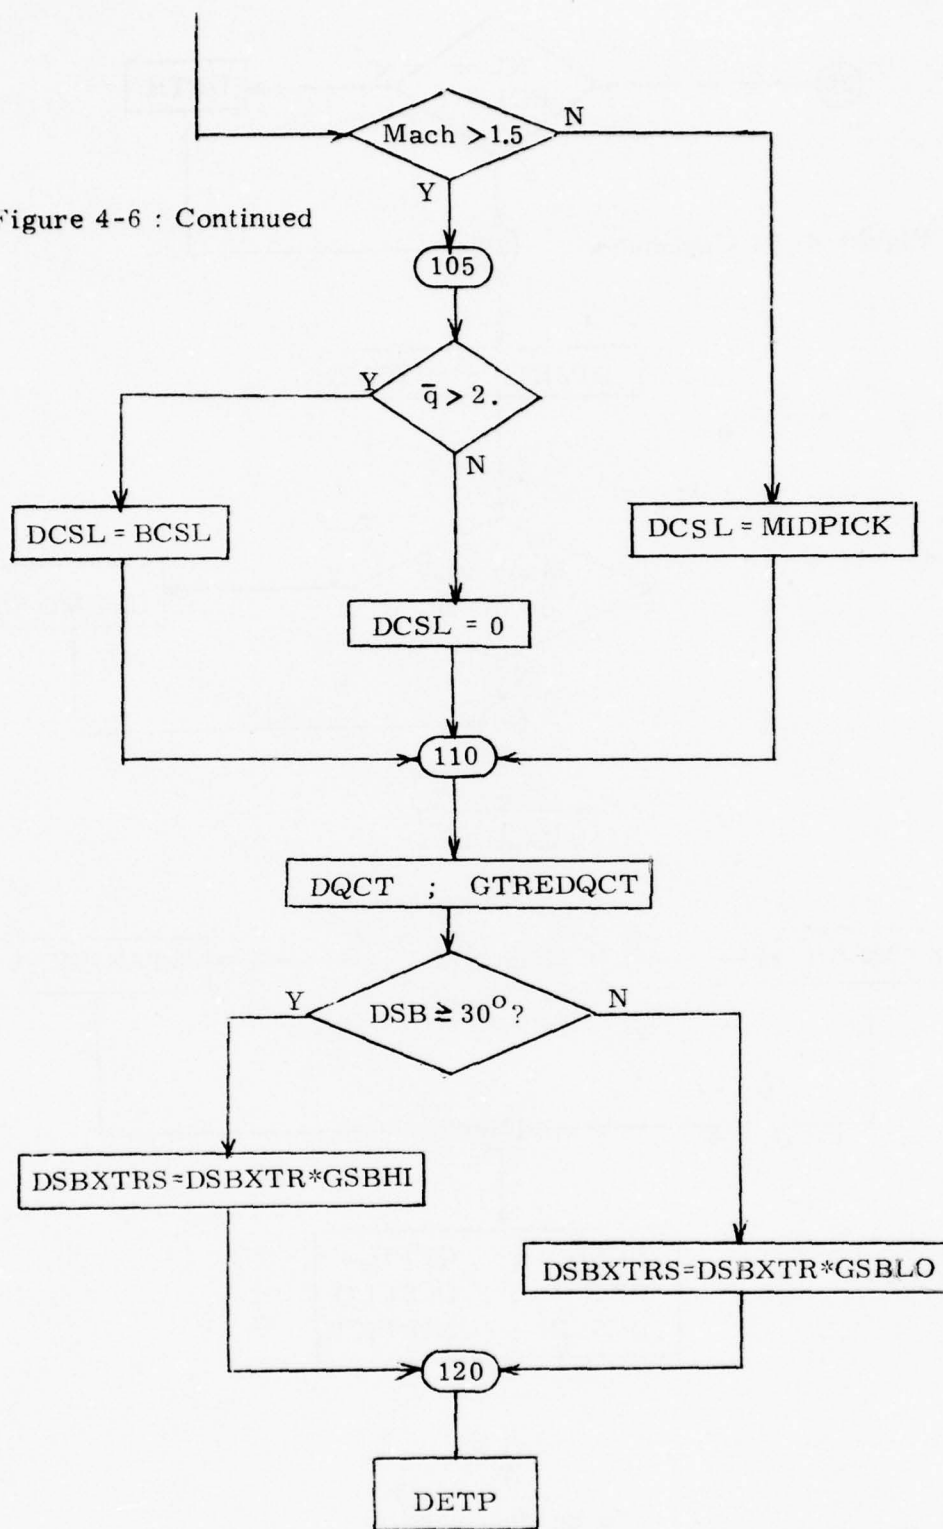 Mach > 1.5
N
Y
Figure 4-6 : Continued
105
Y
q̄ > 2.
N
DCSL = BCSL
DCSL = MIDPICK
DCSL = 0
110
DQCT ; GTREDQCT
Y
DSB ≧ 30° ?
N
DSBXTRS=DSBXTR*GSBHI
DSBXTRS=DSBXTR*GSBLO
120
DETP